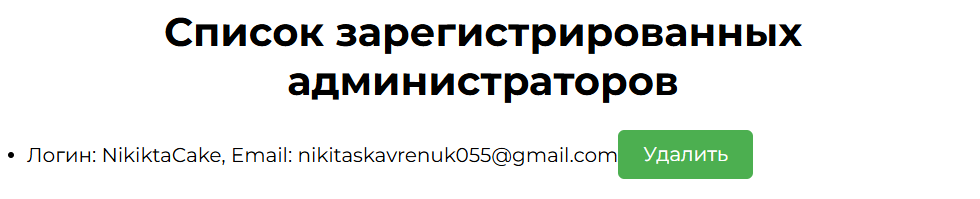 Список зарегистрированных
администраторов
• Логин: NikiktaCake, Email: nikitaskavrenuk055@gmail.com Удалить